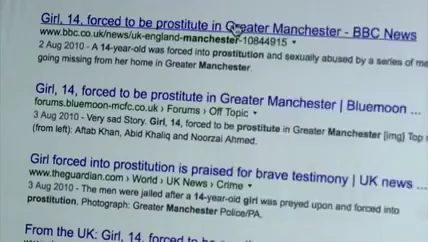 Girl, 14, forced to be prostitute in Greater Manchester - BBC News
www.bbc.co.uk/news/uk-england-manchester-10844915
2 Aug 2010 - A 14-year-old was forced into prostitution and sexually abused by a series of me
going missing from her home in Greater Manchester.
Girl, 14, forced to be prostitute in Greater Manchester | Bluemoon ...
forums.bluemoon-mcfc.co.uk › Forums › Off Topic
3 Aug 2010 - Very sad Story. Girl, 14, forced to be prostitute in Greater Manchester [img] Top
(from left): Aftab Khan, Abid Khaliq and Noorzai Ahmed.
Girl forced into prostitution is praised for brave testimony | UK news ...
www.theguardian.com › World › UK News › Crime
3 Aug 2010 - The men were jailed after a 14-year-old girl was preyed upon and forced into
prostitution. Photograph: Greater Manchester Police/PA.
From the UK: Girl, 14, forced to